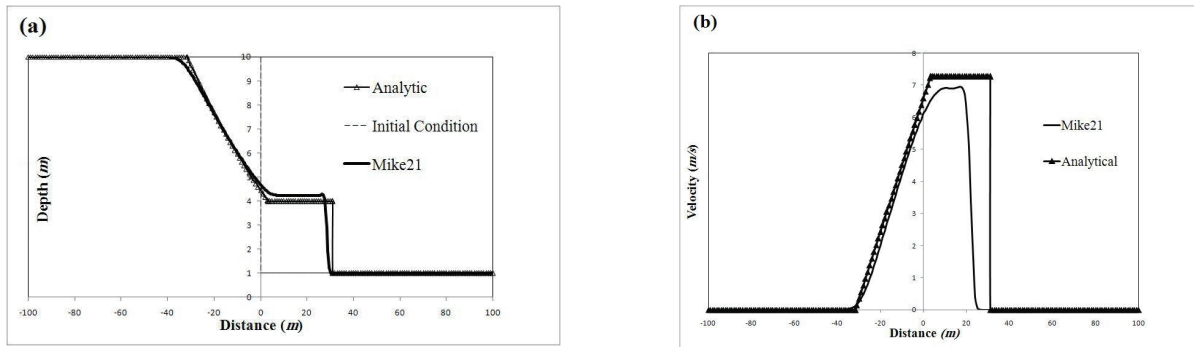 (a)
10
9
8
7
6
5
4
3
2
1
0
Depth (m)
Analytic
Initial Condition
Mike21
-100 -80 -60 -40 -20 0 20 40 60 80 100
Distance (m)
(b)
8
7
6
5
4
3
2
1
0
Velocity (m/s)
Mike21
Analytical
-100 -80 -60 -40 -20 0 20 40 60 80 100
Distance (m)